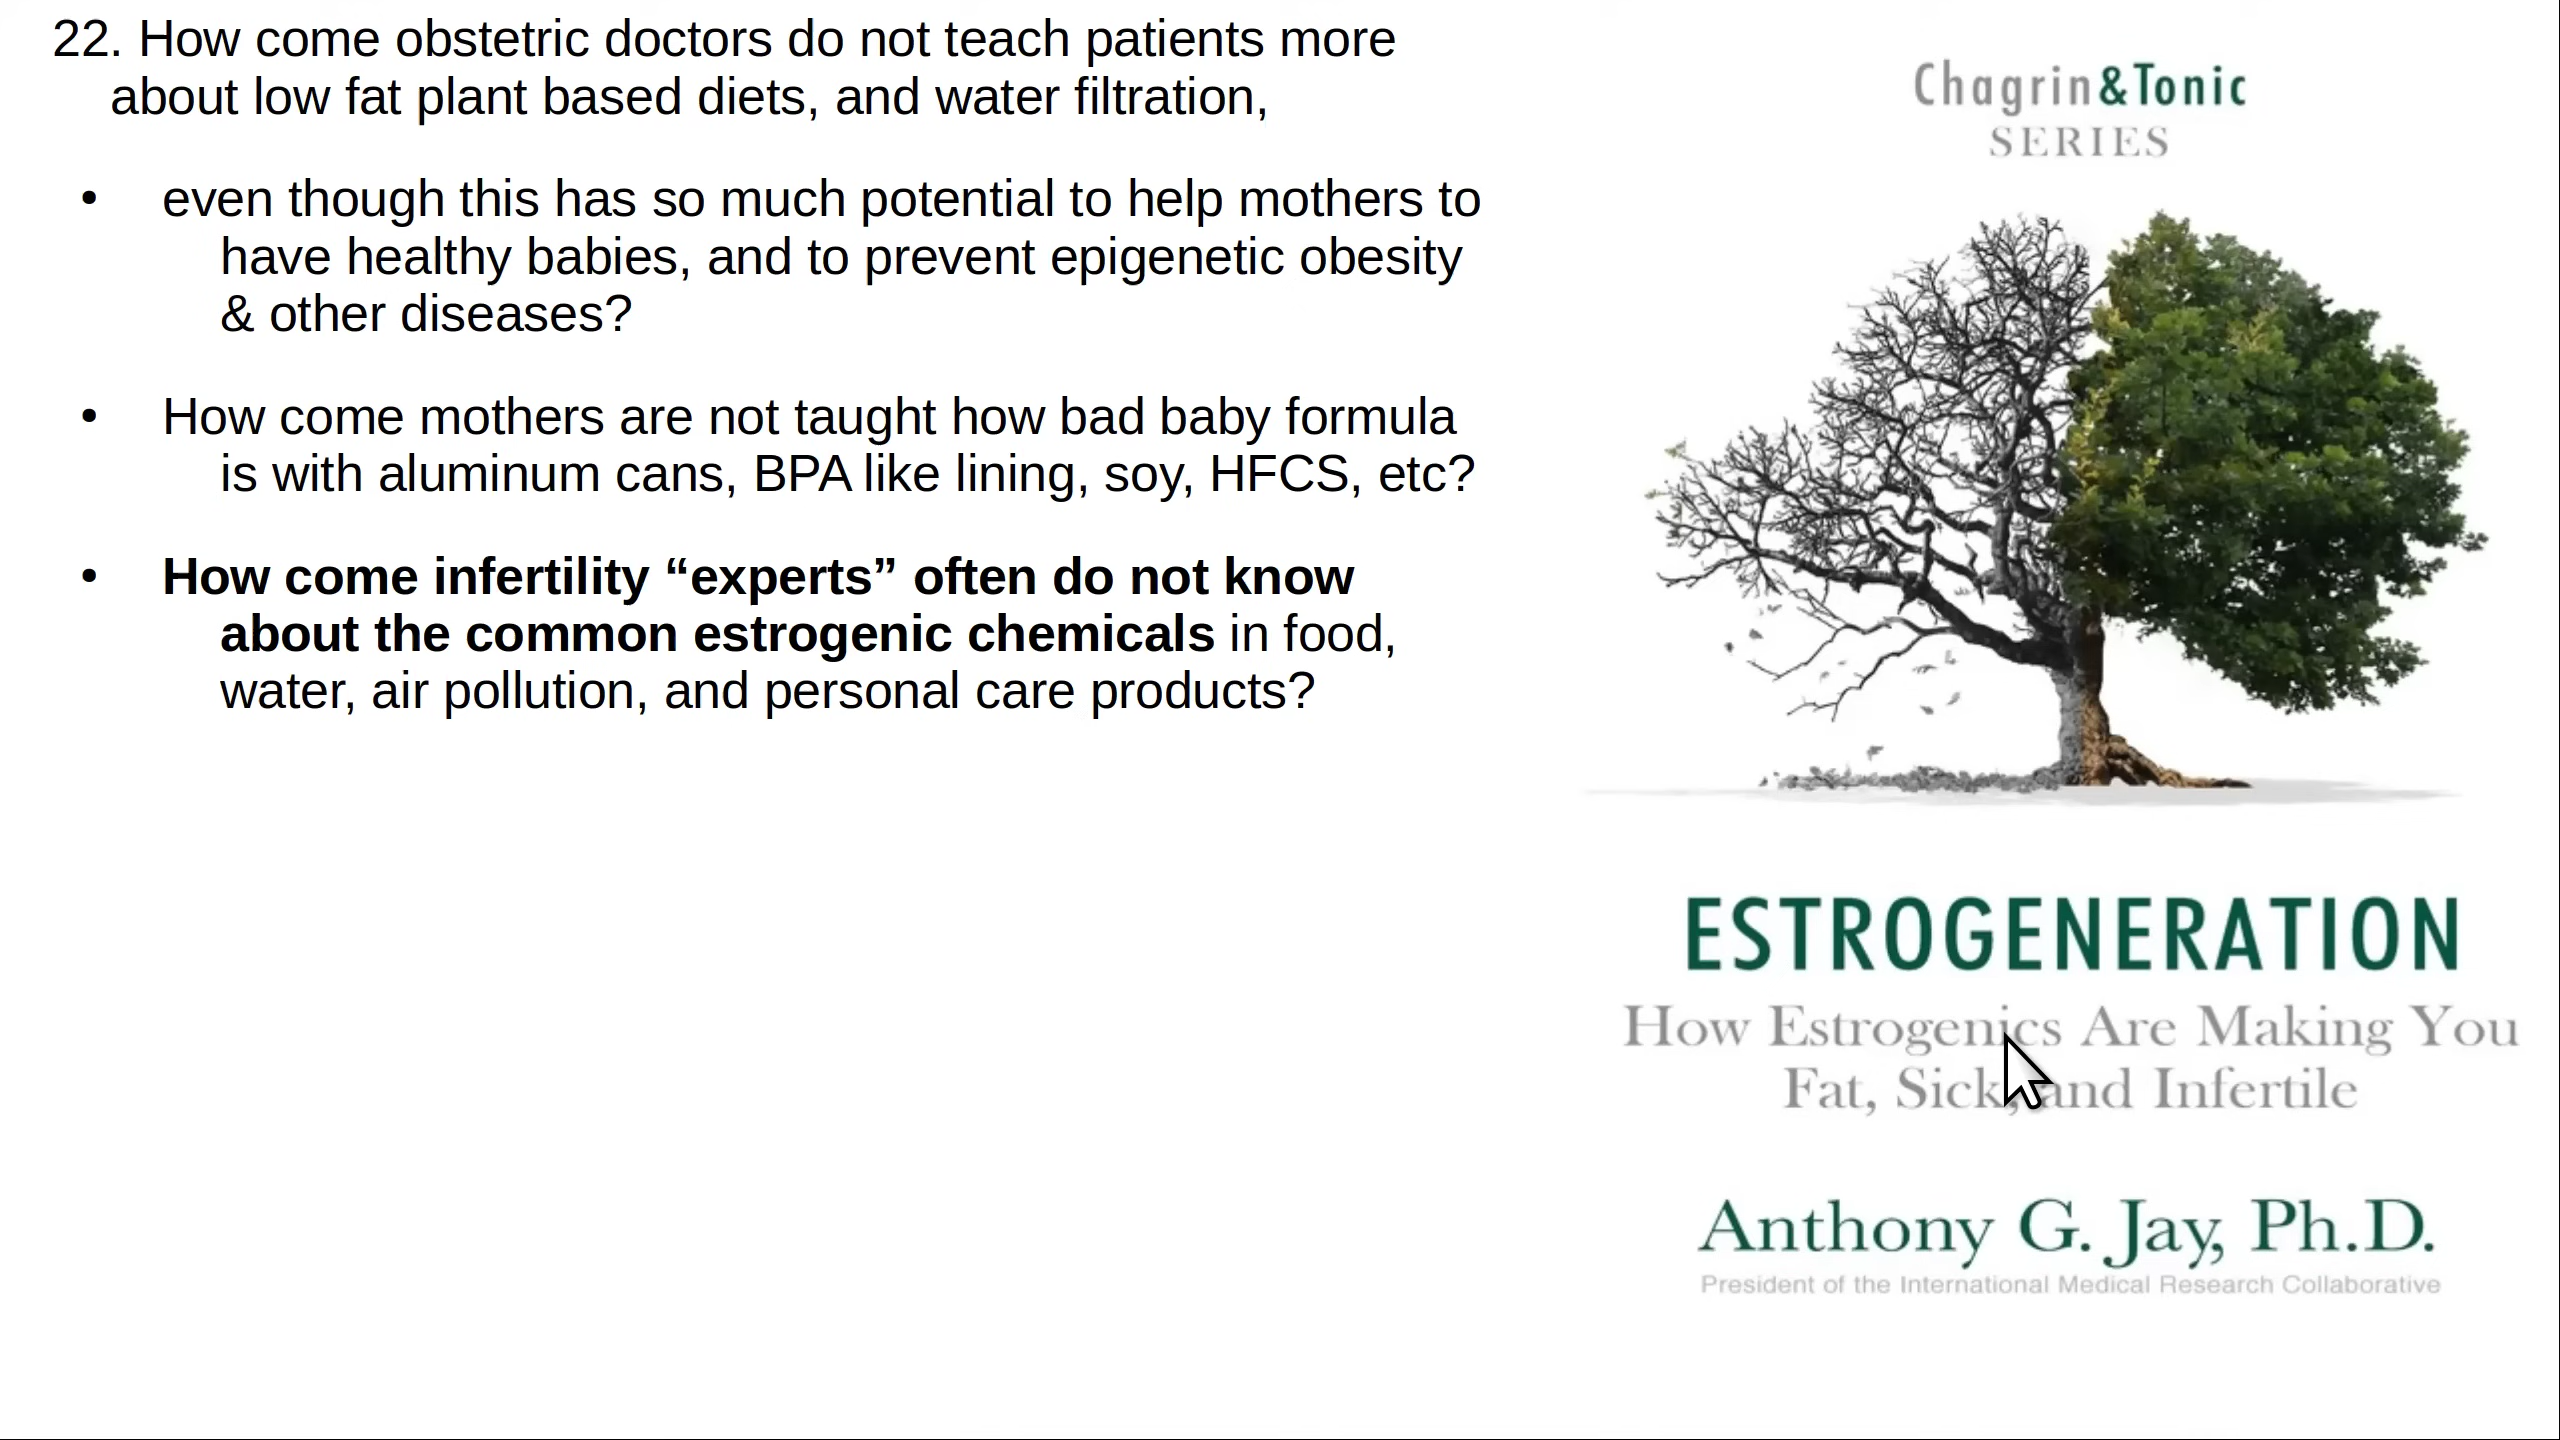 22. How come obstetric doctors do not teach patients more
about low fat plant based diets, and water filtration,
• even though this has so much potential to help mothers to
have healthy babies, and to prevent epigenetic obesity
& other diseases?
• How come mothers are not taught how bad baby formula
is with aluminum cans, BPA like lining, soy, HFCS, etc?
• How come infertility “experts” often do not know
about the common estrogenic chemicals in food,
water, air pollution, and personal care products?
Chagrin&Tonic
SERIES
ESTROGENERATION
How Estrogenics Are Making You
Fat, Sick, and Infertile
Anthony G. Jay, Ph.D.
President of the International Medical Research Collaborative